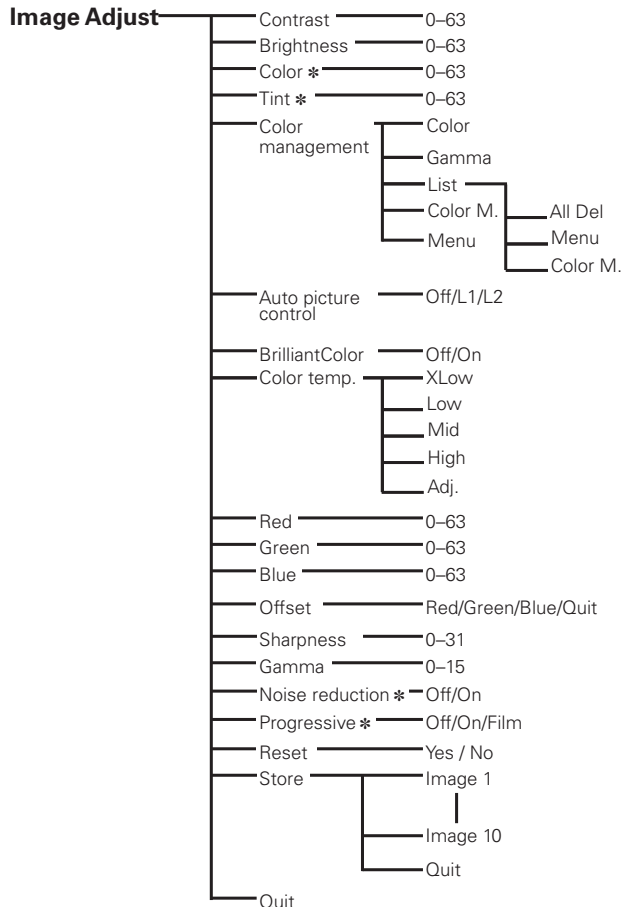 Image Adjust
Contrast 0–63
Brightness 0–63
Color ✻ 0–63
Tint ✻ 0–63
Color management
Color
Gamma
List
All Del
Menu
Color M.
Color M.
Menu
Auto picture control Off/L1/L2
BrilliantColor Off/On
Color temp. XLow
Low
Mid
High
Adj.
Red 0–63
Green 0–63
Blue 0–63
Offset Red/Green/Blue/Quit
Sharpness 0–31
Gamma 0–15
Noise reduction ✻ Off/On
Progressive ✻ Off/On/Film
Reset Yes / No
Store Image 1
Image 10
Quit
Quit